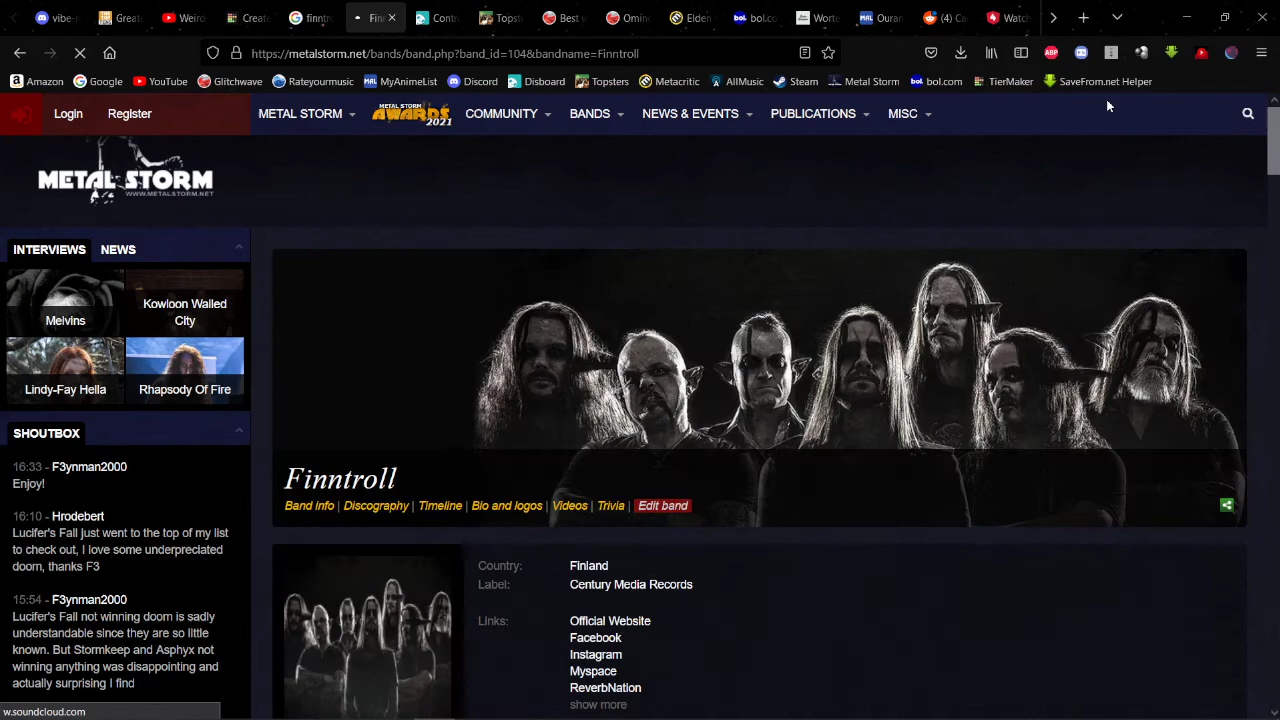 vibe-
Great
Weird
Create
finntr
Fin
Cont
Topst
Best v
Omin
Elden
bol.co
Worte
Ouran
(4) Ca
Watch
https://metalstorm.net/bands/band.php?band_id=104&bandname=Finntroll
Amazon Google YouTube Glitchwave Rateyourmusic MyAnimeList Discord Disboard Topsters Metacritic AllMusic Steam Metal Storm bol.com TierMaker SaveFrom.net Helper
Login Register METAL STORM METAL STORM AWARDS 2021 COMMUNITY BANDS NEWS & EVENTS PUBLICATIONS MISC
METAL STORM
WWW.METALSTORM.NET
INTERVIEWS NEWS
Melvins
Kowloon Walled
City
Lindy-Fay Hella
Rhapsody Of Fire
SHOUTBOX
16:33 - F3ynman2000
Enjoy!
16:10 - Hrodebert
Lucifer's Fall just went to the top of my list
to check out, I love some underpreciated
doom, thanks F3
15:54 - F3ynman2000
Lucifer's Fall not winning doom is sadly
understandable since they are so little
known. But Stormkeep and Asphyx not
winning anything was disappointing and
actually surprising I find
Finntroll
Band info | Discography | Timeline | Bio and logos | Videos | Trivia | Edit band
Country: Finland
Label: Century Media Records
Links: Official Website
Facebook
Instagram
Myspace
ReverbNation
show more
w.soundcloud.com